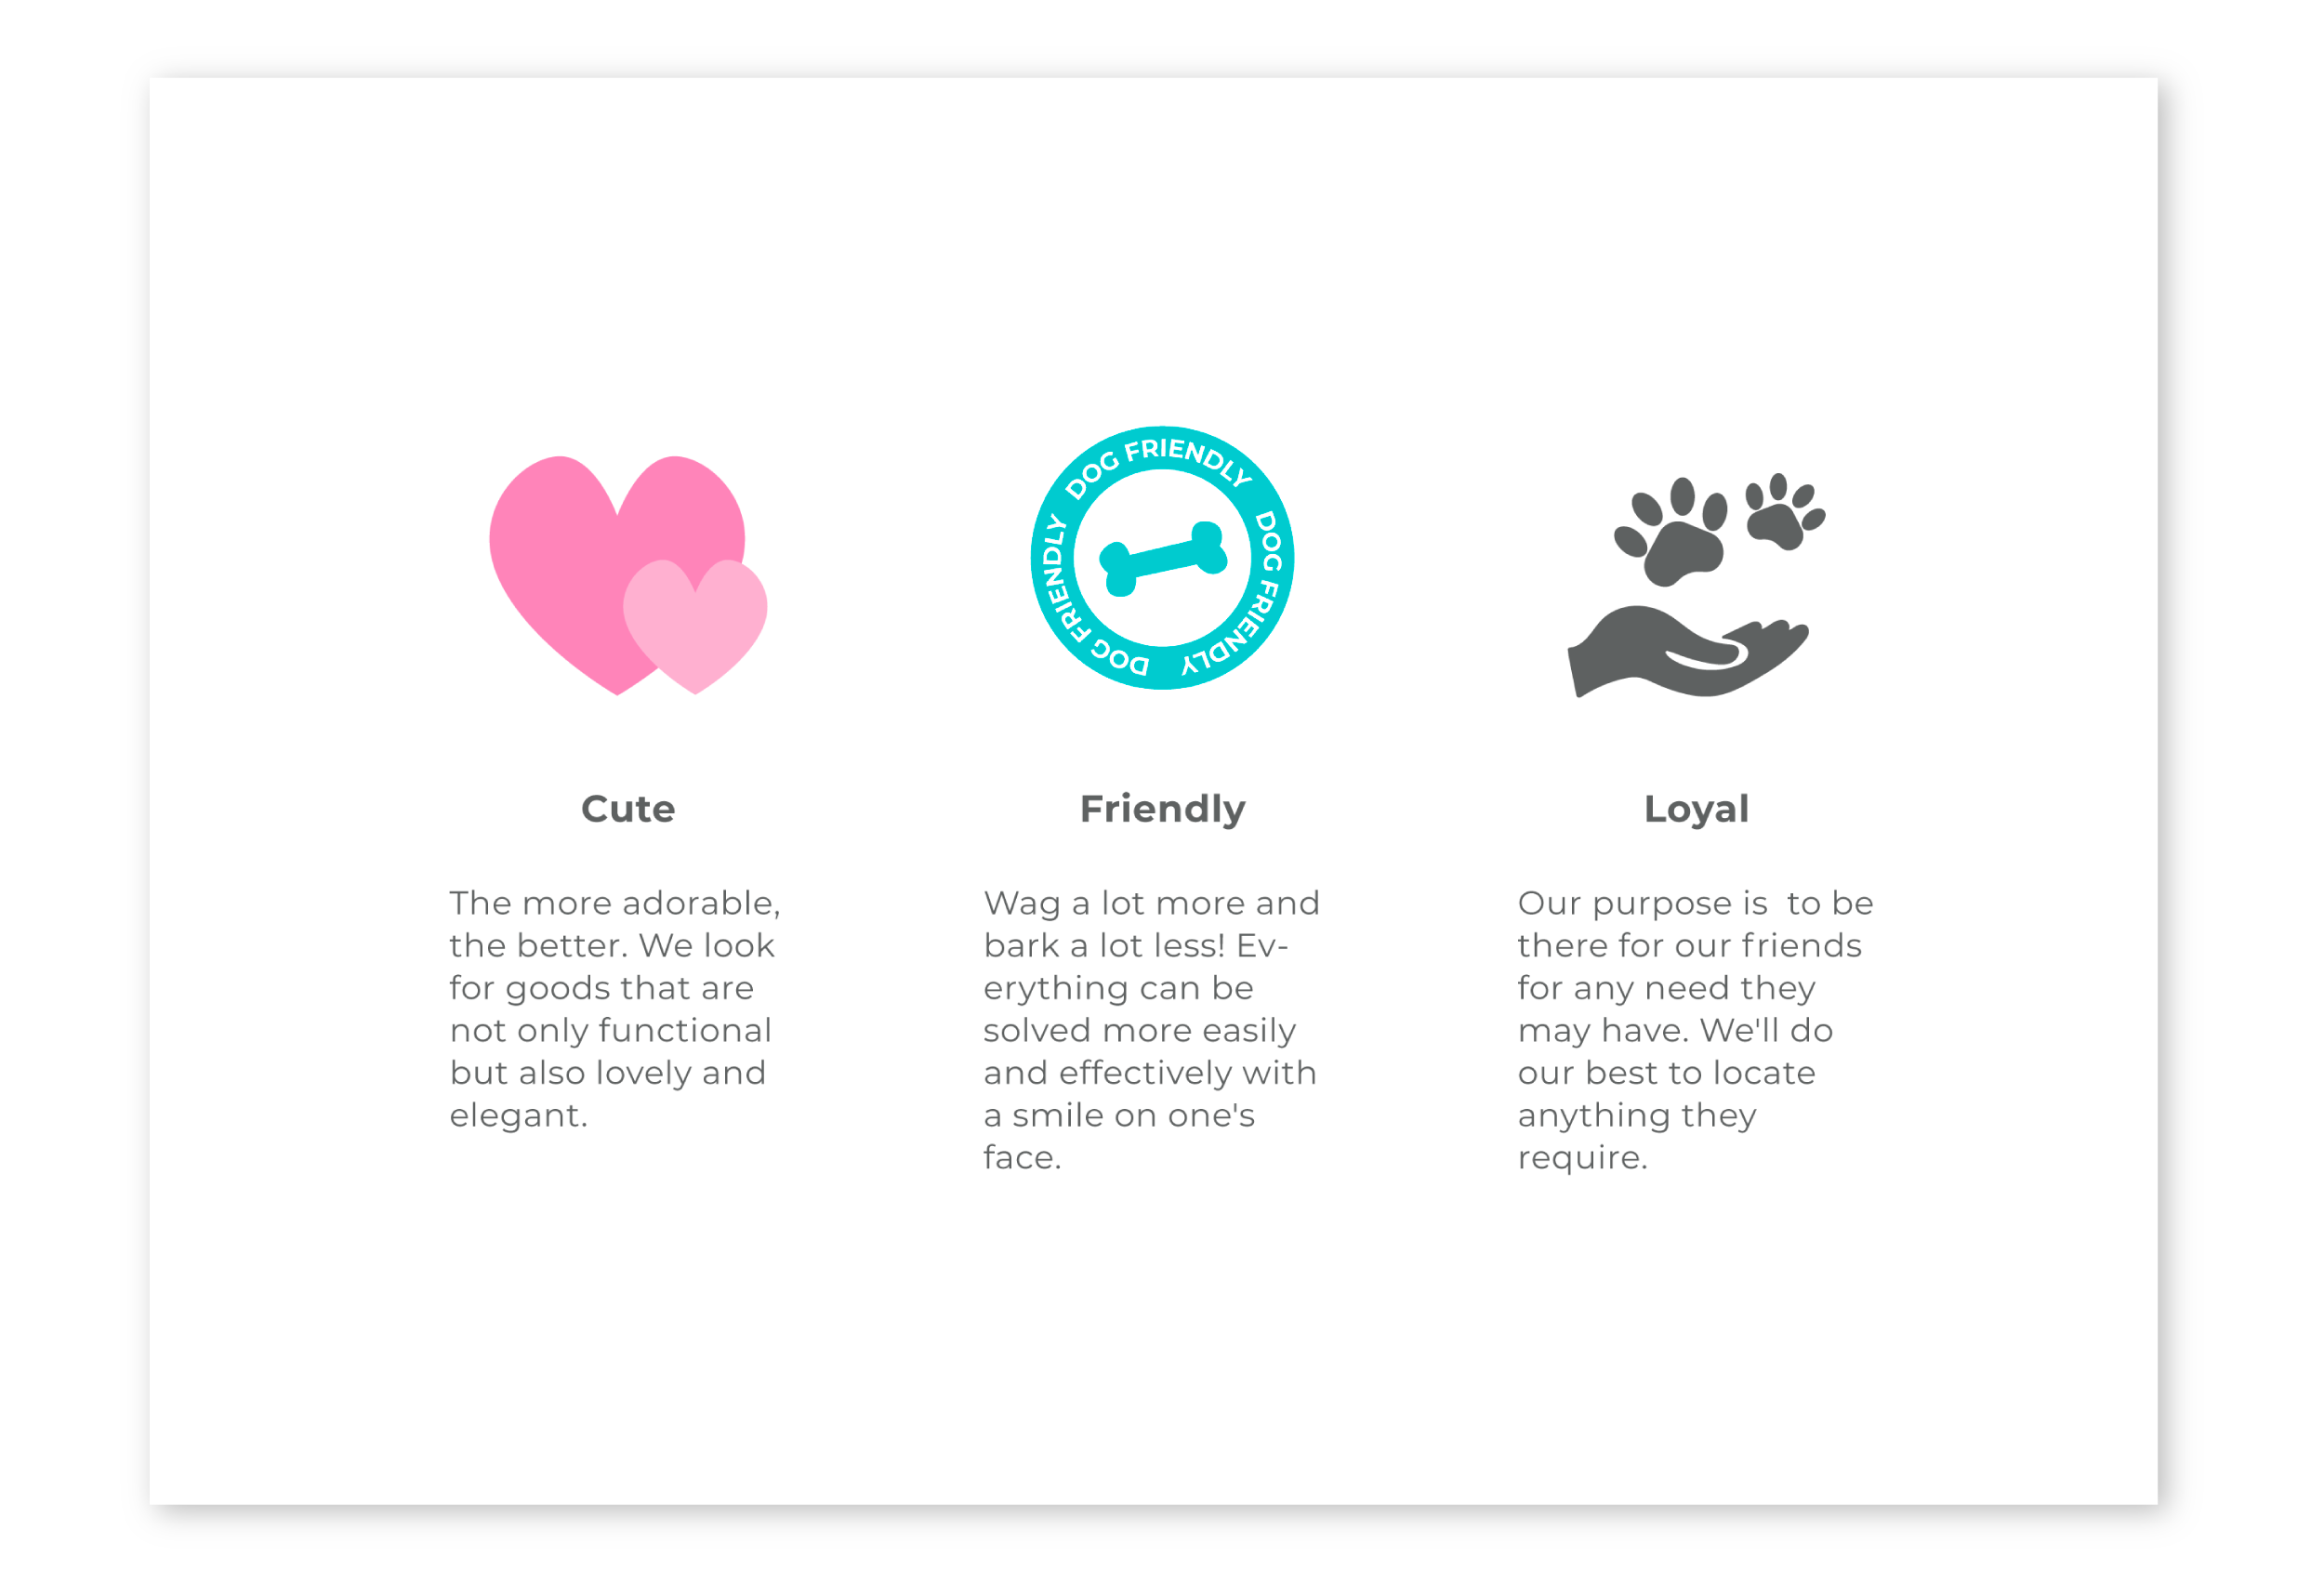 DOG FRIENDLY DOG FRIENDLY DOG FRIENDLY
Cute
The more adorable,
the better. We look
for goods that are
not only functional
but also lovely and
elegant.
Friendly
Wag a lot more and
bark a lot less! Ev-
erything can be
solved more easily
and effectively with
a smile on one's
face.
Loyal
Our purpose is  to be
there for our friends
for any need they
may have. We'll do
our best to locate
anything they
require.